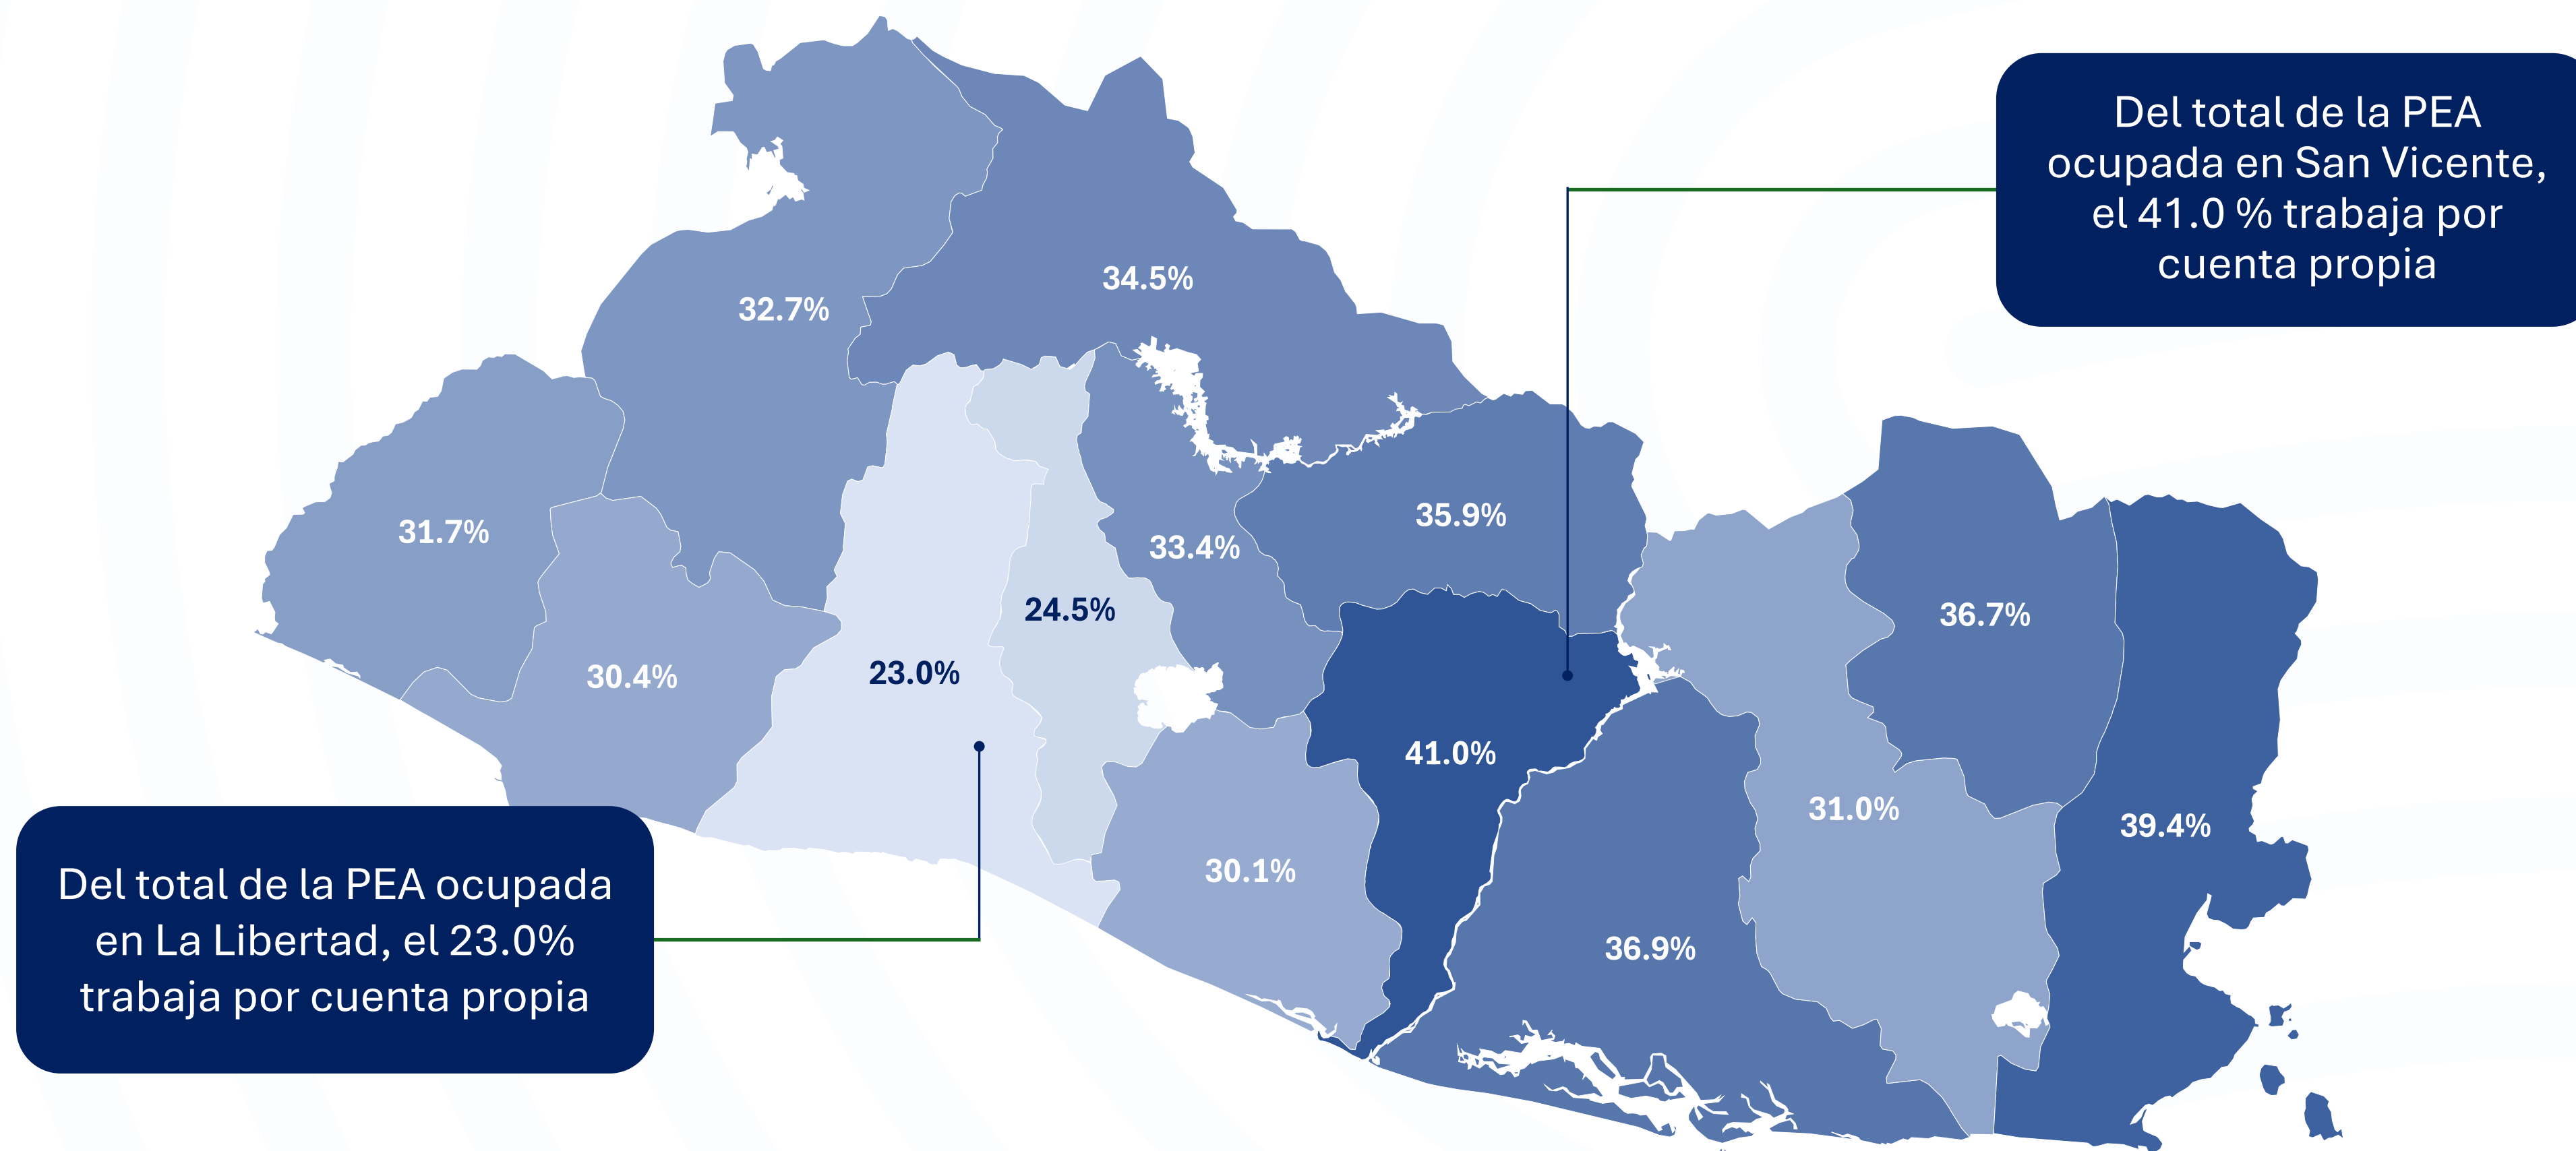 Del total de la PEA
ocupada en San Vicente,
el 41.0 % trabaja por
cuenta propia
34.5%
32.7%
35.9%
31.7%
33.4%
24.5%
36.7%
23.0%
30.4%
41.0%
31.0%
39.4%
30.1%
36.9%
Del total de la PEA ocupada
en La Libertad, el 23.0%
trabaja por cuenta propia